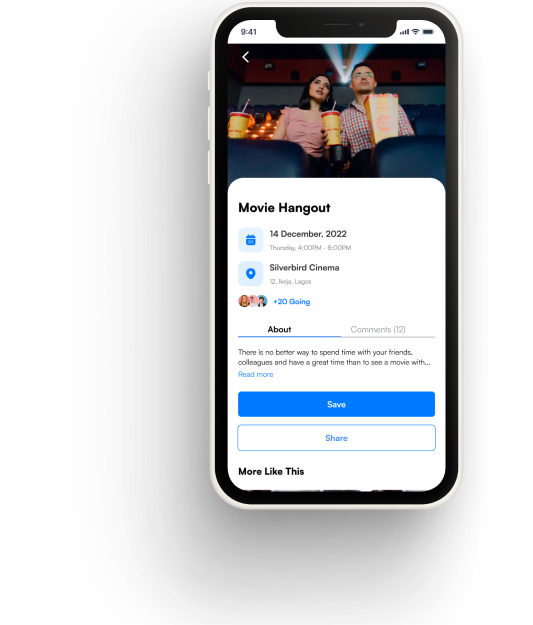 9:41
Movie Hangout
14 December, 2022
Thursday, 4:00PM - 8:00PM
Silverbird Cinema
12, Ikeja, Lagos
+20 Going
About
Comments (12)
There is no better way to spend time with your friends,
colleagues and have a great time than to see a movie with...
Read more
Save
Share
More Like This